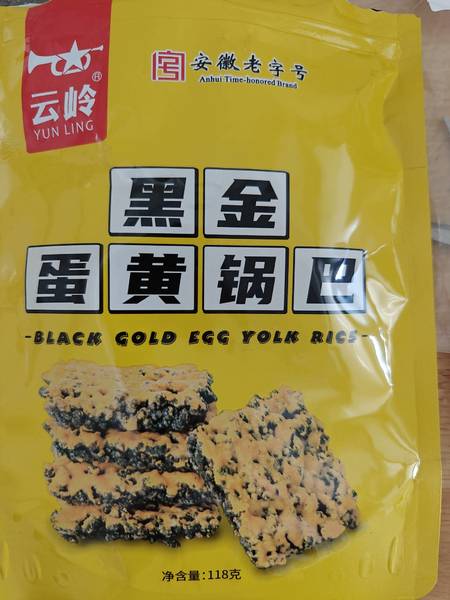 云岭®
YUN LING
安徽老字号
Anhui Time-honored Brand
黑金
蛋黄锅巴
-BLACK GOLD EGG YOLK RICS-
净含量:118克